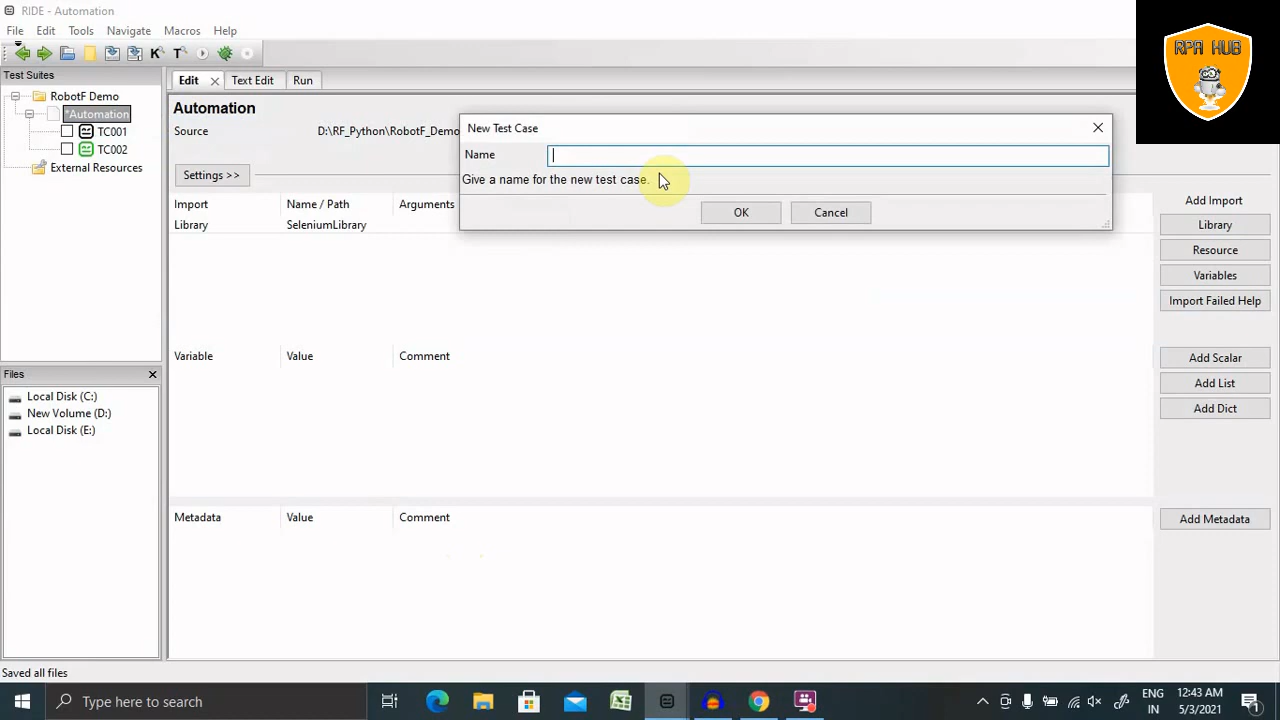 RIDE - Automation
File Edit Tools Navigate Macros Help
K T
Test Suites
RobotF Demo
*Automation
TC001
TC002
External Resources
Files
Local Disk (C:)
New Volume (D:)
Local Disk (E:)
Edit Text Edit Run
Automation
Source D:\RF_Python\RobotF_Demo
Settings >>
Import Name / Path Arguments
Library SeleniumLibrary
Variable Value Comment
Metadata Value Comment
New Test Case
Name
Give a name for the new test case.
OK Cancel
Add Import
Library
Resource
Variables
Import Failed Help
Add Scalar
Add List
Add Dict
Add Metadata
RPA HUB
Saved all files
Type here to search
ENG
IN
12:43 AM
5/3/2021
1